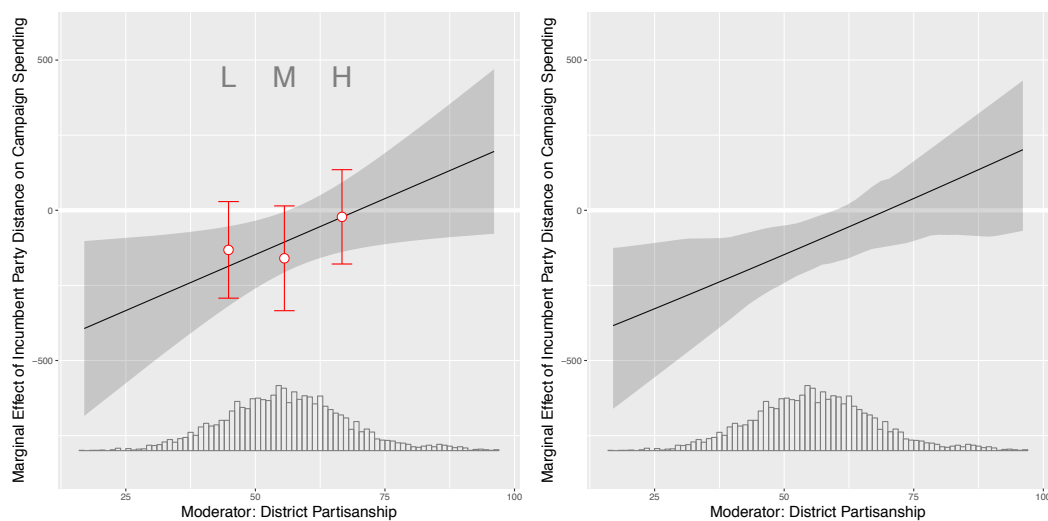 Marginal Effect of Incumbent Party Distance on Campaign Spending
500
0
−500
L M H
25 50 75 100
Moderator: District Partisanship
Marginal Effect of Incumbent Party Distance on Campaign Spending
500
0
−500
25 50 75 100
Moderator: District Partisanship